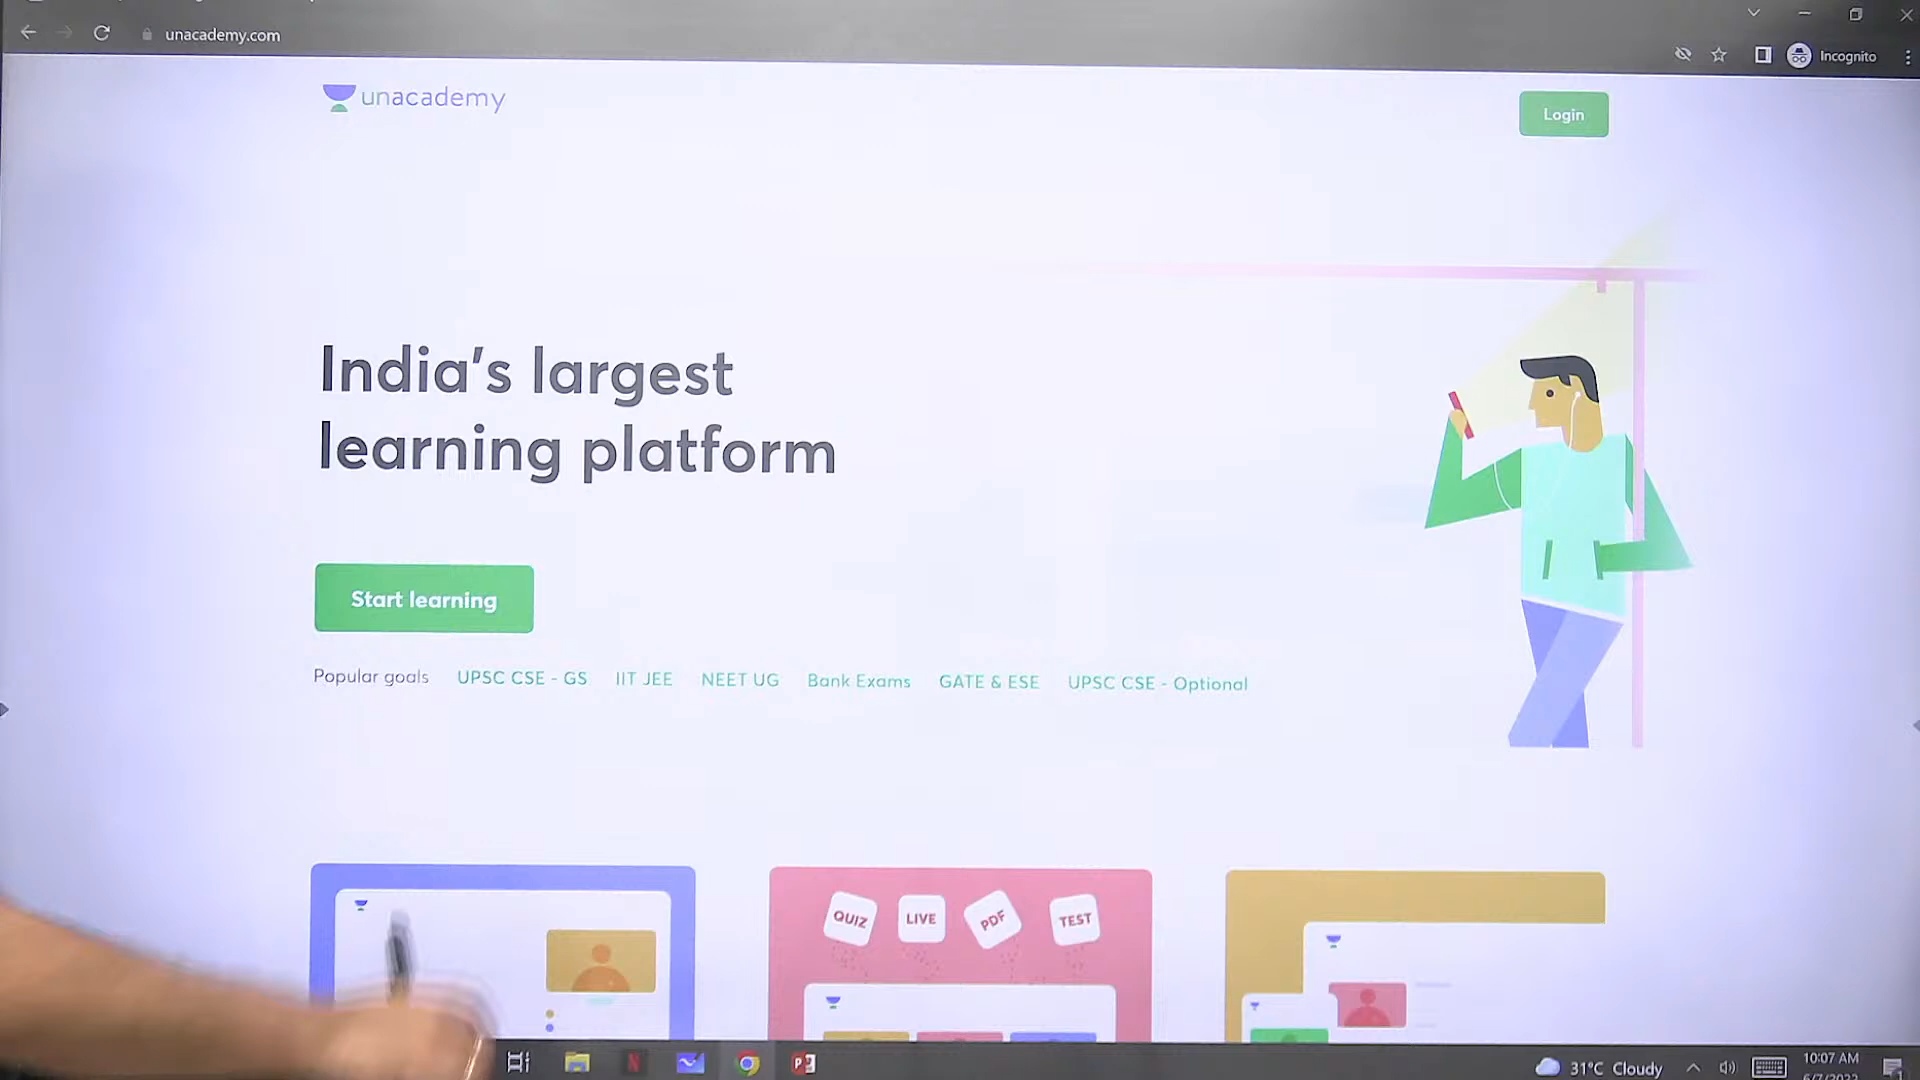 unacademy.com
Incognito
unacademy
Login
India's largest
learning platform
Start learning
Popular goals UPSC CSE - GS IIT JEE NEET UG Bank Exams GATE & ESE UPSC CSE - Optional
QUIZ LIVE PDF TEST
31°C Cloudy
10:07 AM